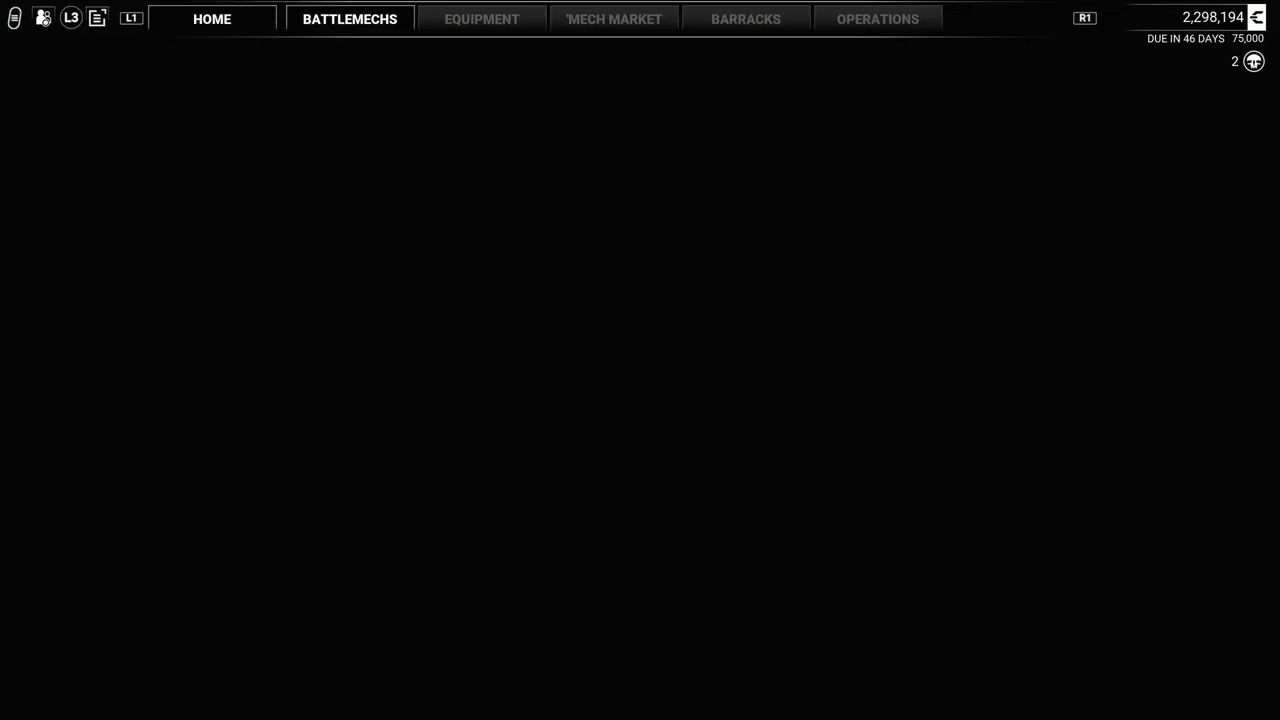 L3
L1
HOME
BATTLEMECHS
EQUIPMENT
'MECH MARKET
BARRACKS
OPERATIONS
R1
2,298,194
DUE IN 46 DAYS 75,000
2